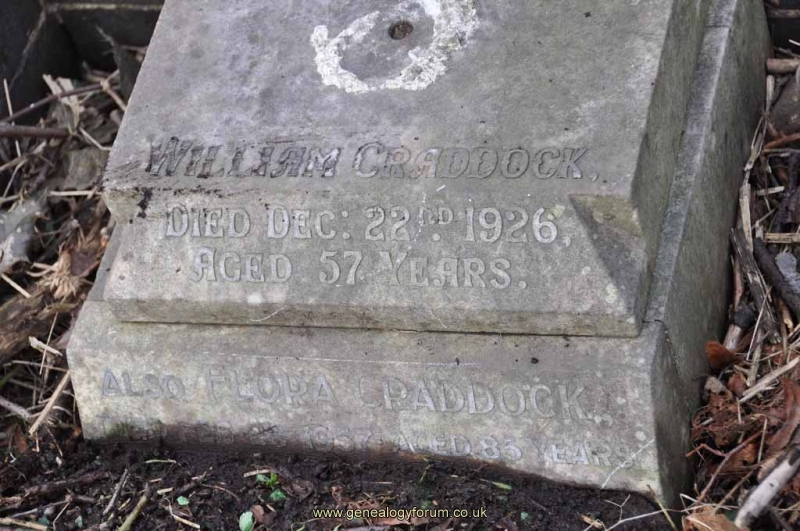 WILLIAM CRADDOCK,
DIED DEC: 22ND 1926,
AGED 57 YEARS.
ALSO FLORA CRADDOCK,
1957 AGED 85 YEARS
www.genealogyforum.co.uk